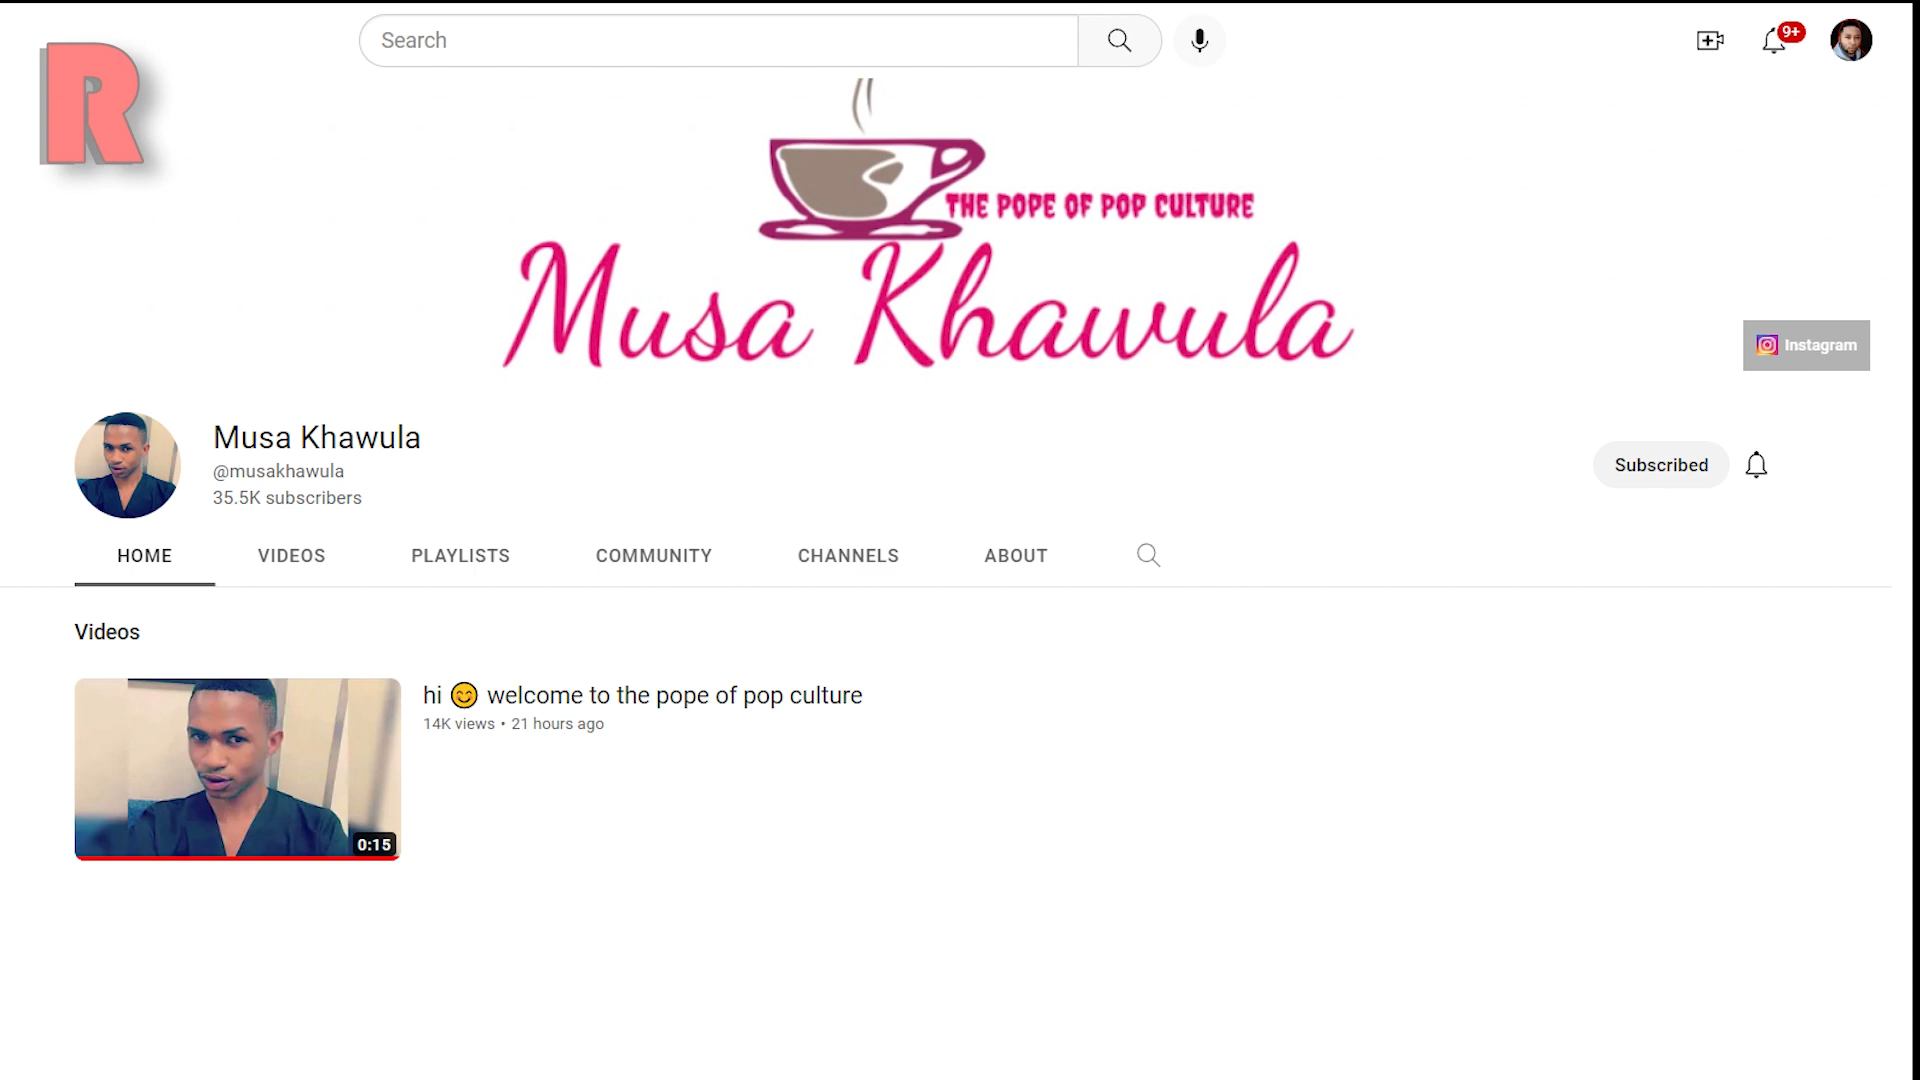 R
Search
9+
THE POPE OF POP CULTURE
Musa Khawula
Instagram
Musa Khawula
@musakhawula
35.5K subscribers
Subscribed
HOME VIDEOS PLAYLISTS COMMUNITY CHANNELS ABOUT
Videos
hi 😊 welcome to the pope of pop culture
14K views • 21 hours ago
0:15